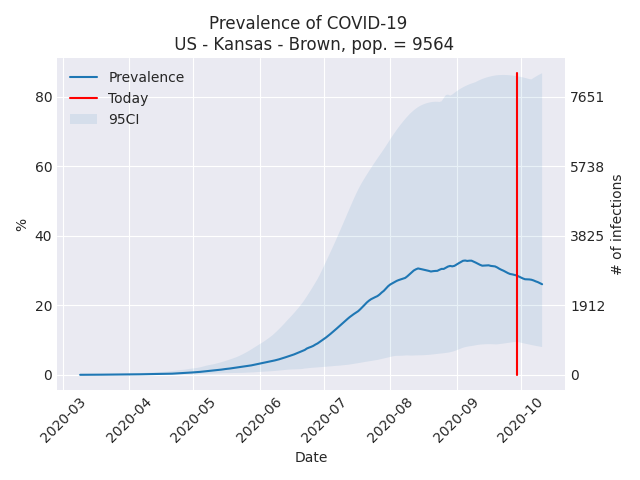 Prevalence of COVID-19
US - Kansas - Brown, pop. = 9564
Prevalence
Today
95CI
80
60
40
20
0
%
7651
5738
3825
1912
0
# of infections
2020-03
2020-04
2020-05
2020-06
2020-07
2020-08
2020-09
2020-10
Date